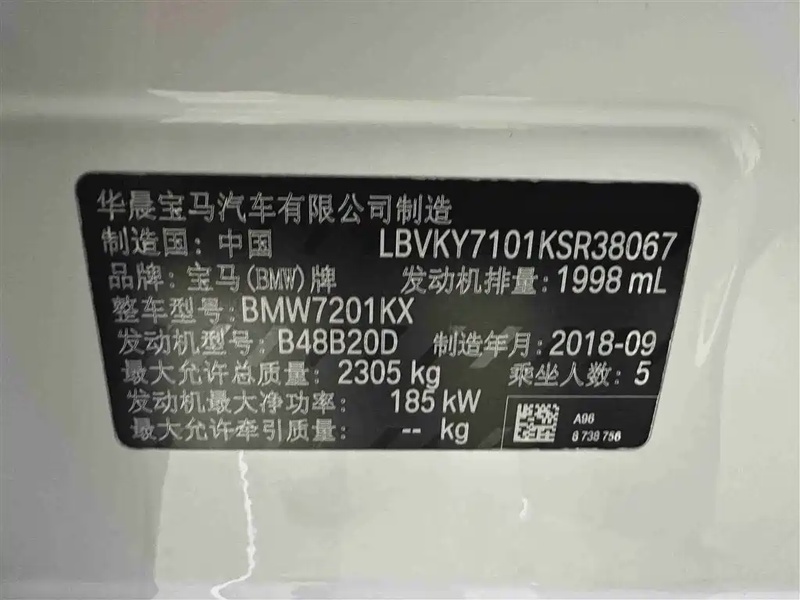 华晨宝马汽车有限公司制造
制造国：中国 LBVKY7101KSR38067
品牌：宝马(BMW)牌 发动机排量：1998 mL
整车型号：BMW7201KX
发动机型号：B48B20D 制造年月：2018-09
最大允许总质量：2305 kg 乘坐人数：5
发动机最大净功率： 185 kW
最大允许牵引质量： -- kg
A96
8 738 756